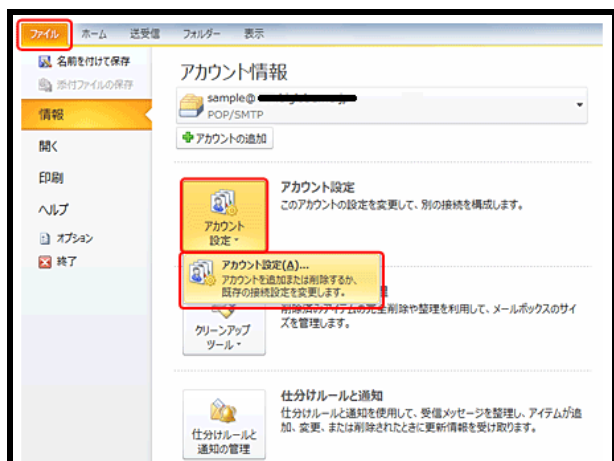 ファイル ホーム 送受信 フォルダー 表示
名前を付けて保存
添付ファイルの保存
情報
開く
印刷
ヘルプ
オプション
終了
アカウント情報
sample@
POP/SMTP
アカウントの追加
アカウント設定
このアカウントの設定を変更して、別の接続を構成します。
アカウント
設定
アカウント設定(A)...
アカウントを追加または削除するか、
既存の接続設定を変更します。
削除済みアイテムの完全削除や整理を利用して、メールボックスのサイ
ズを管理します。
クリーンアップ
ツール
仕分けルールと通知
仕分けルールと通知を使用して、受信メッセージを整理し、アイテムが追
加、変更、または削除されたときに更新情報を受け取ります。
仕分けルールと
通知の管理